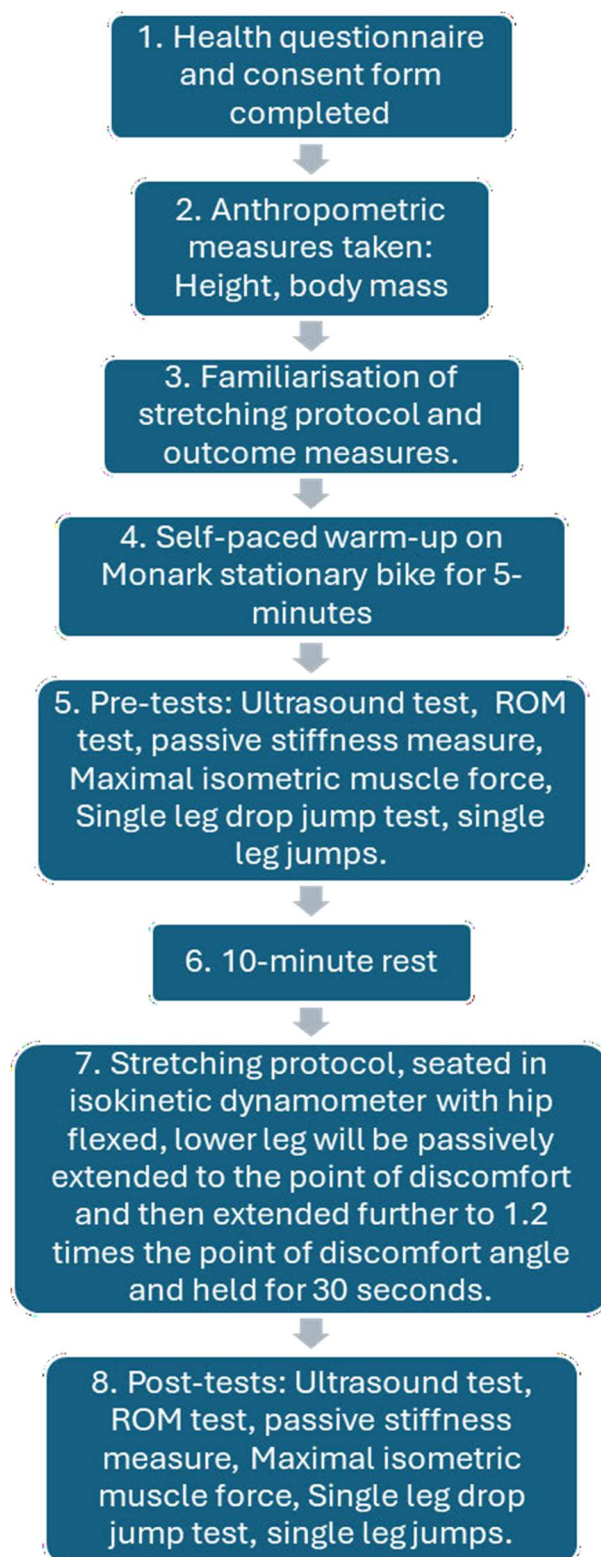 1. Health questionnaire
and consent form
completed
2. Anthropometric
measures taken:
Height, body mass
3. Familiarisation of
stretching protocol and
outcome measures.
4. Self-paced warm-up on
Monark stationary bike for 5-
minutes
5. Pre-tests: Ultrasound test, ROM
test, passive stiffness measure,
Maximal isometric muscle force,
Single leg drop jump test, single
leg jumps.
6. 10-minute rest
7. Stretching protocol, seated in
isokinetic dynamometer with hip
flexed, lower leg will be passively
extended to the point of discomfort
and then extended further to 1.2
times the point of discomfort angle
and held for 30 seconds.
8. Post-tests: Ultrasound test,
ROM test, passive stiffness
measure, Maximal isometric
muscle force, Single leg drop
jump test, single leg jumps.